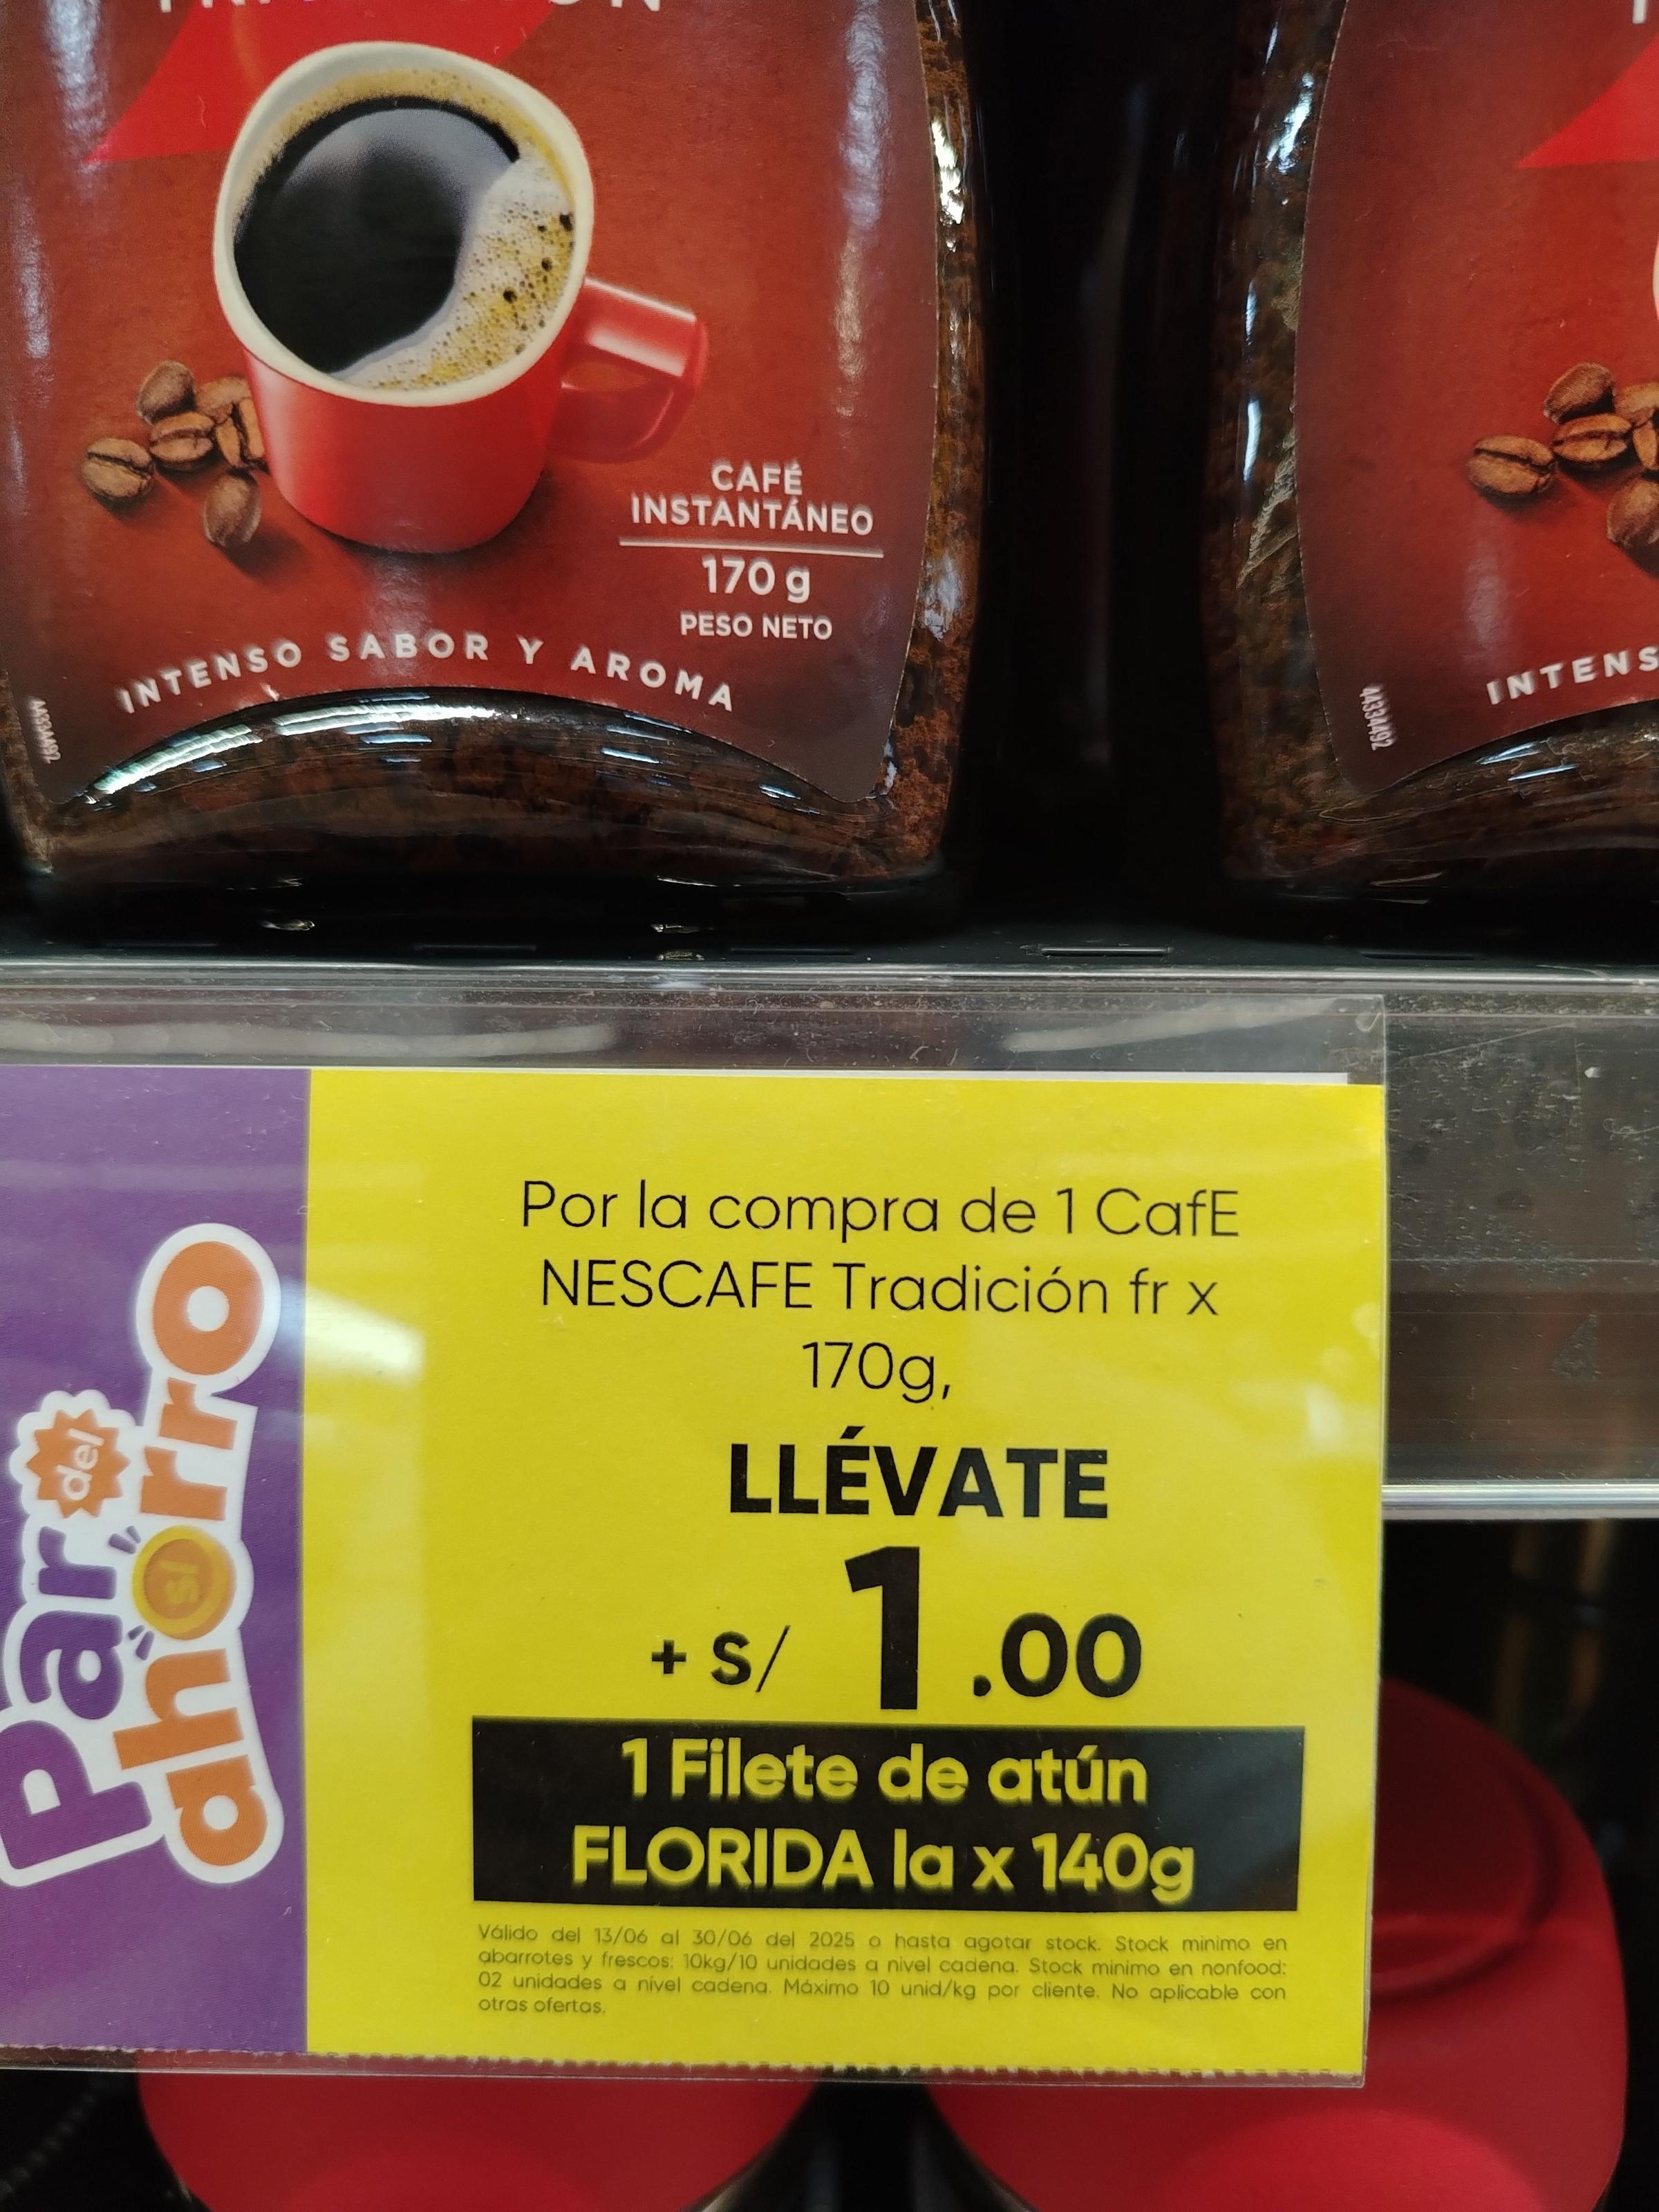 CAFÉ
INSTANTÁNEO
170 g
PESO NETO
INTENSO SABOR Y AROMA
INTENS
Par del
ahorro
Por la compra de 1 CafE
NESCAFE Tradición fr x
170g,
LLÉVATE
+ S/ 1.00
1 Filete de atún
FLORIDA la x 140g
Válido del 13/06 al 30/06 del 2025 o hasta agotar stock. Stock minimo en
abarrotes y frescos: 10kg/10 unidades a nivel cadena. Stock minimo en nonfood:
02 unidades a nivel cadena. Máximo 10 unid/kg por cliente. No aplicable con
otras ofertas.